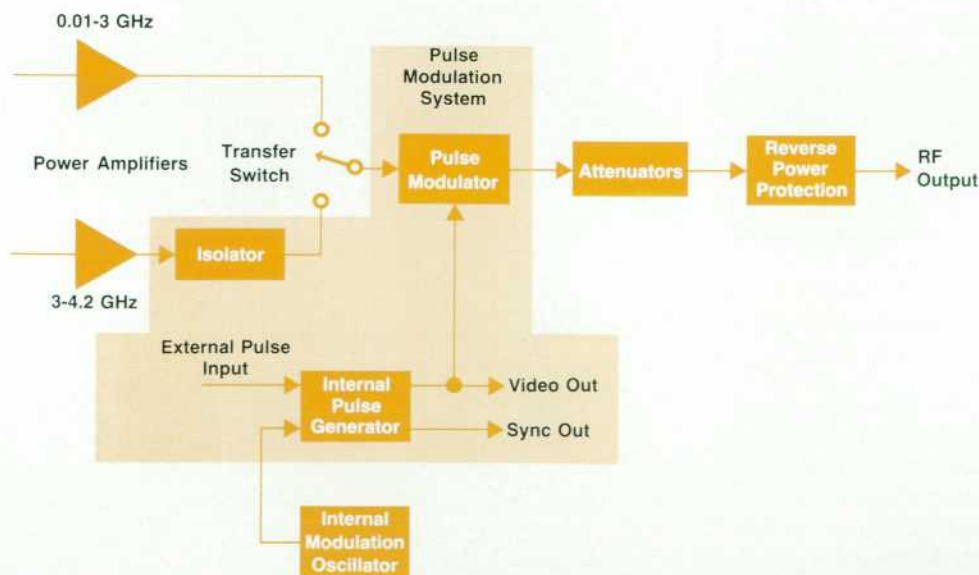 0.01-3 GHz
Pulse
Modulation
System
Power Amplifiers
Transfer
Switch
Pulse
Modulator
Attenuators
Reverse
Power
Protection
RF
Output
Isolator
3-4.2 GHz
External Pulse
Input
Internal
Pulse
Generator
Video Out
Sync Out
Internal
Modulation
Oscillator